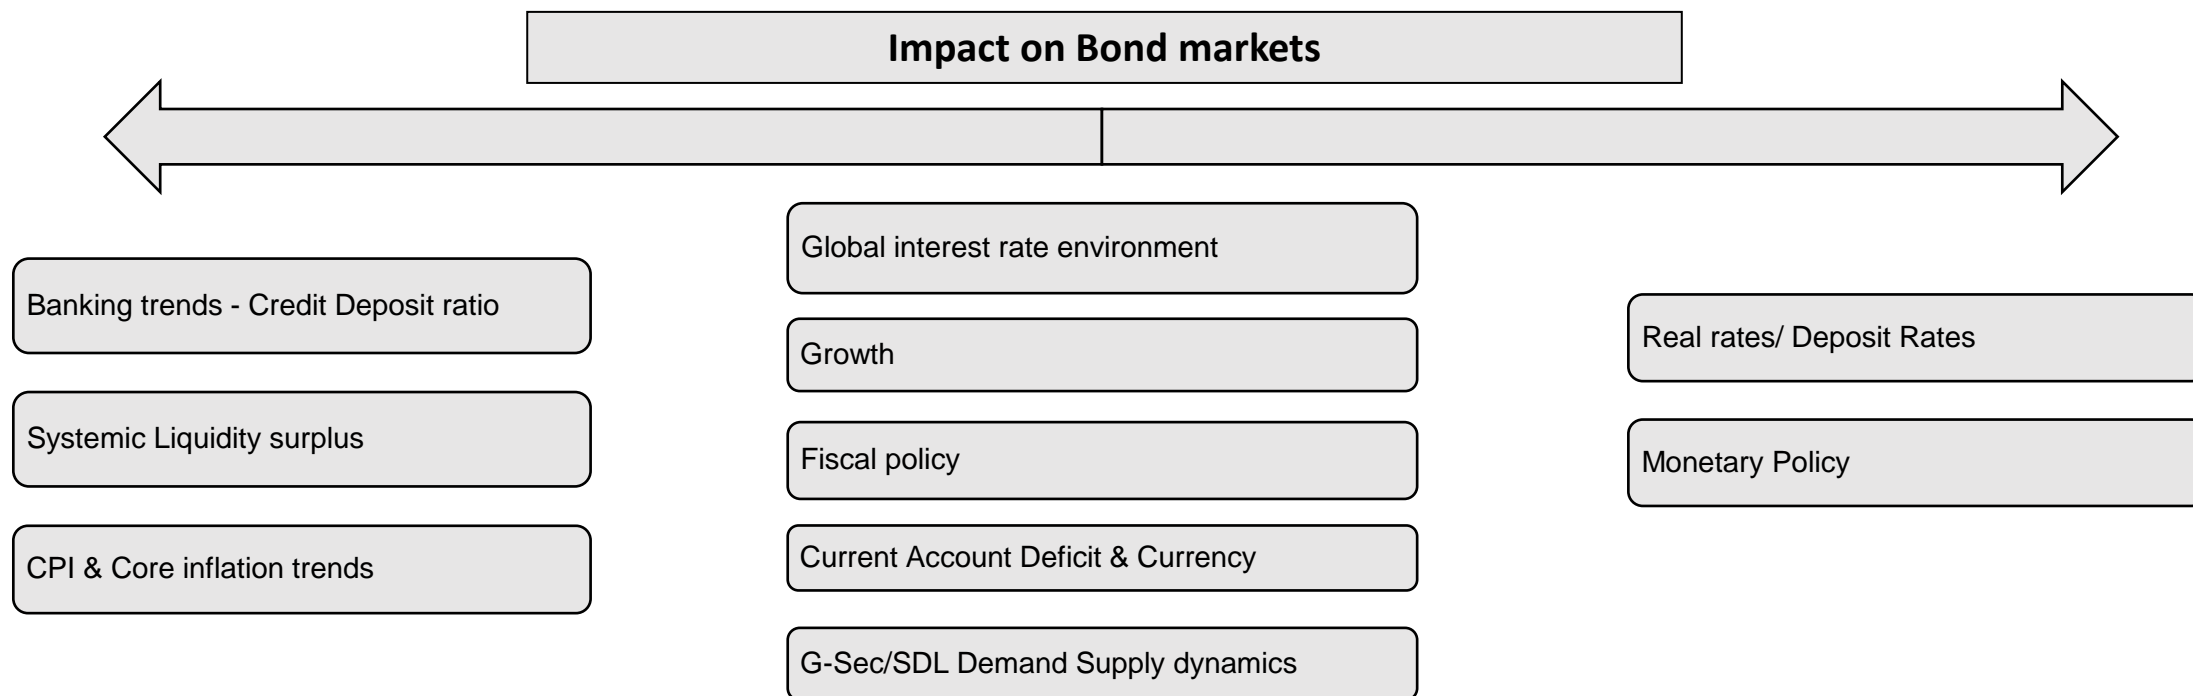 Impact on Bond markets
Banking trends - Credit Deposit ratio
Systemic Liquidity surplus
CPI & Core inflation trends
Global interest rate environment
Growth
Fiscal policy
Current Account Deficit & Currency
G-Sec/SDL Demand Supply dynamics
Real rates/ Deposit Rates
Monetary Policy